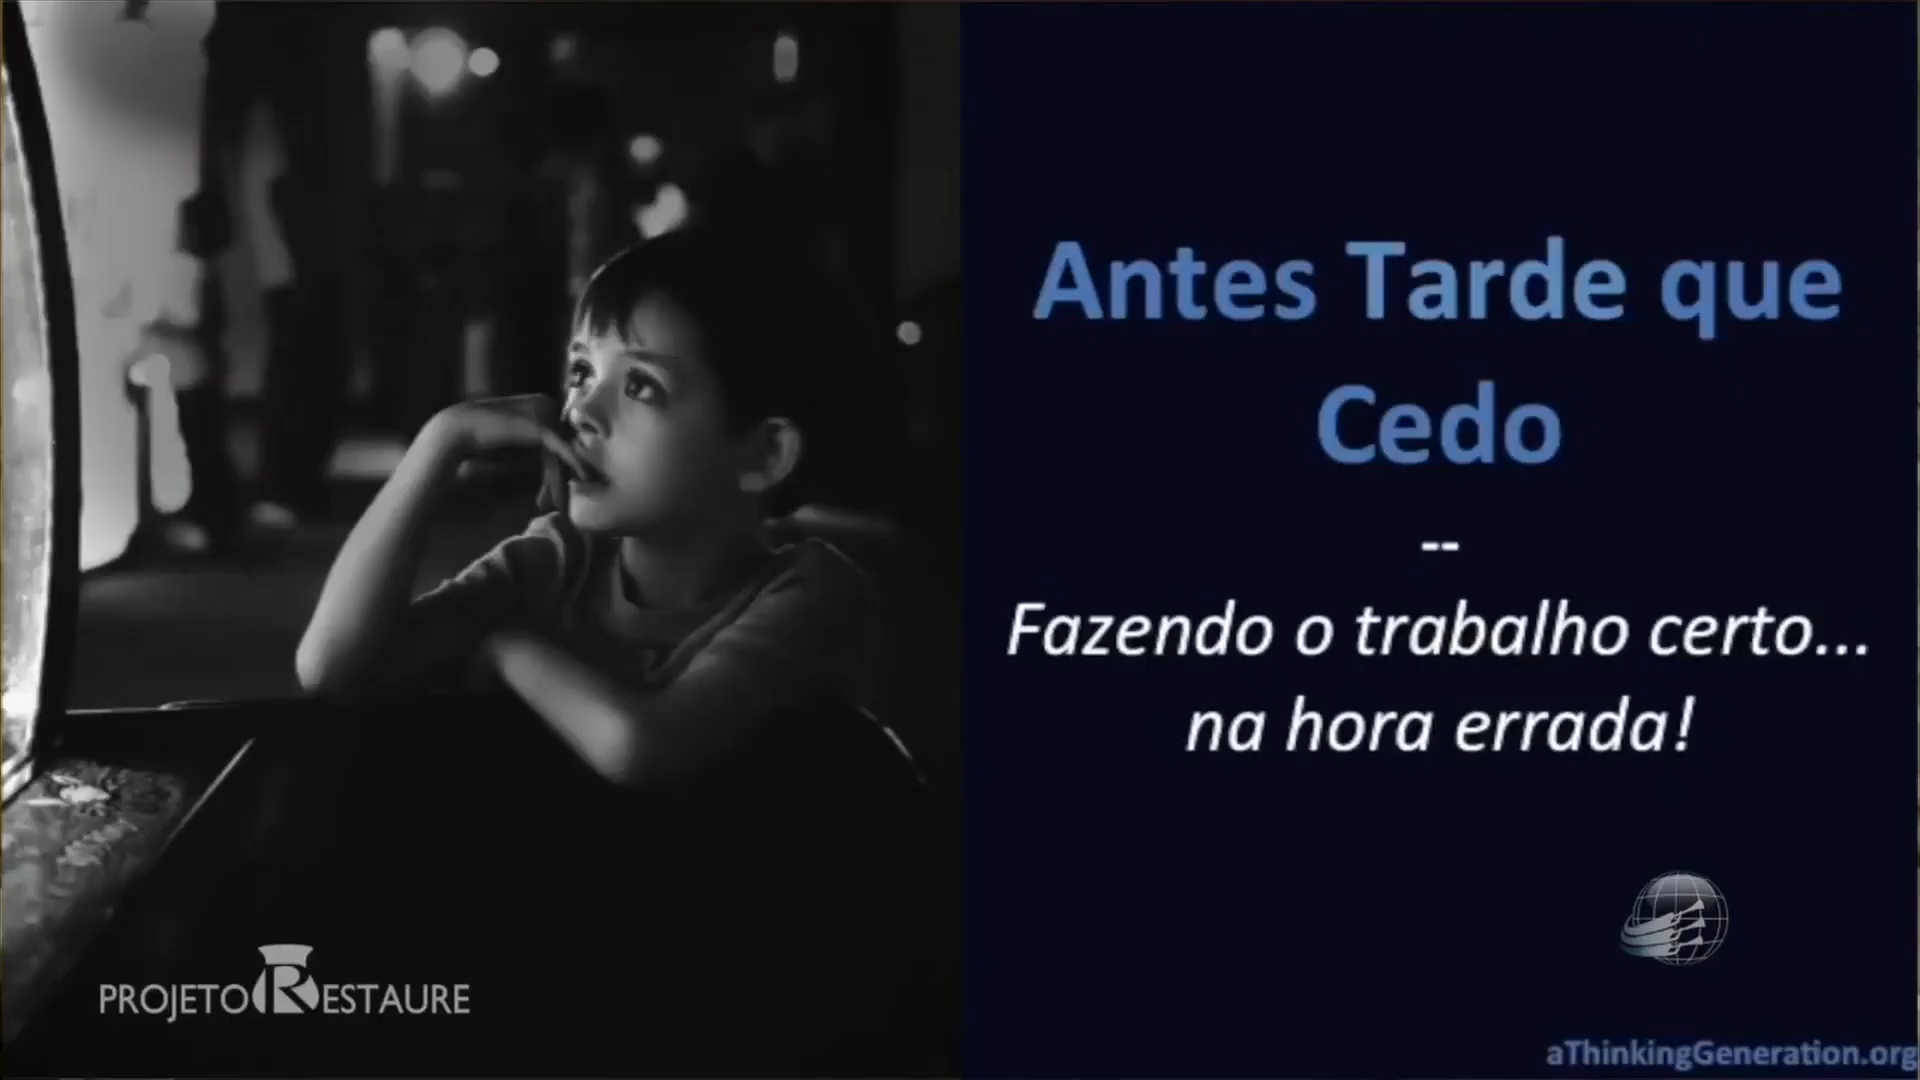 Antes Tarde que
Cedo
--
Fazendo o trabalho certo...
na hora errada!
PROJETO RESTAURE
aThinkingGeneration.org